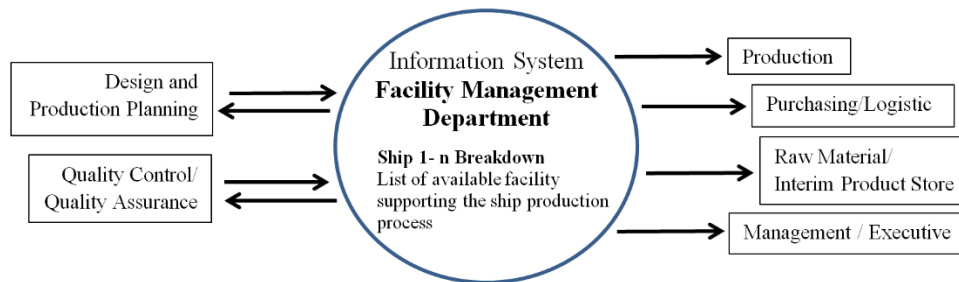 Design and
Production Planning
Quality Control/
Quality Assurance
Information System
Facility Management
Department
Ship 1- n Breakdown
List of available facility
supporting the ship production
process
Production
Purchasing/Logistic
Raw Material/
Interim Product Store
Management / Executive